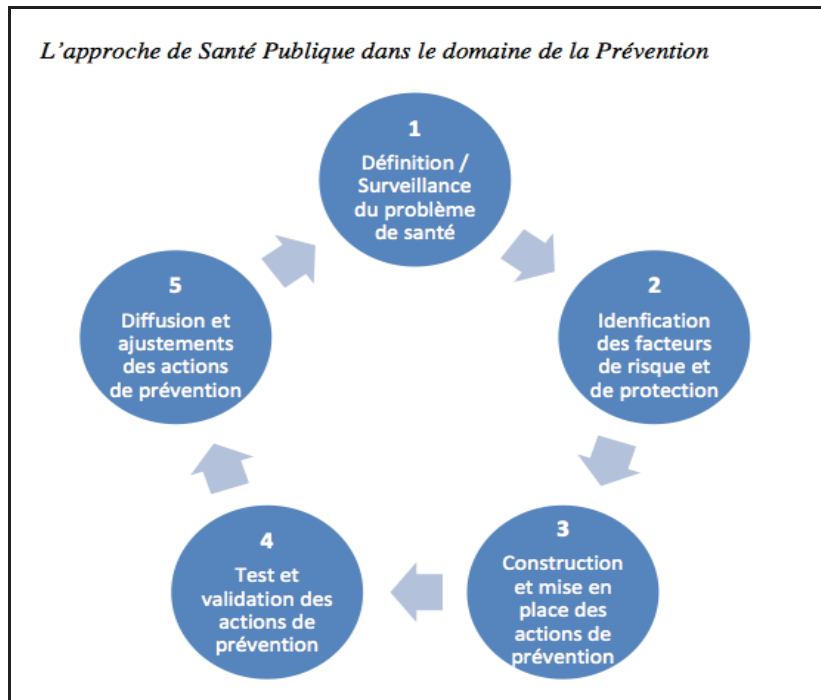 L'approche de Santé Publique dans le domaine de la Prévention
1
Définition /
Surveillance
du problème
de santé
2
Idenfication
des facteurs
de risque et
de protection
3
Construction
et mise en
place des
actions de
prévention
4
Test et
validation des
actions de
prévention
5
Diffusion et
ajustements
des actions
de prévention